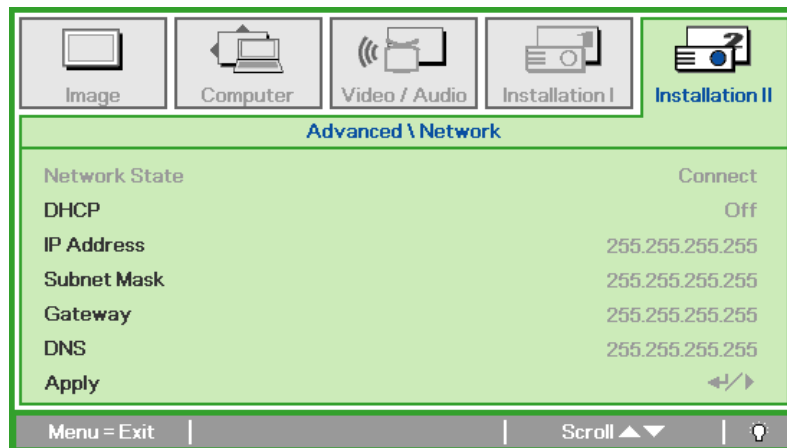 Image Computer Video / Audio Installation I Installation II
Advanced \ Network
Network State Connect
DHCP Off
IP Address 255.255.255.255
Subnet Mask 255.255.255.255
Gateway 255.255.255.255
DNS 255.255.255.255
Apply
Menu = Exit Scroll